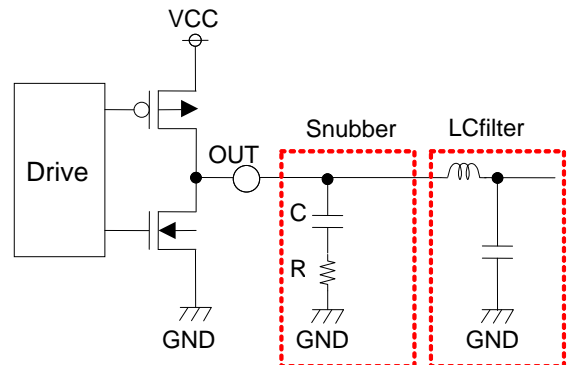 VCC
Snubber
LCfilter
OUT
Drive
C
R
GND
GND
GND